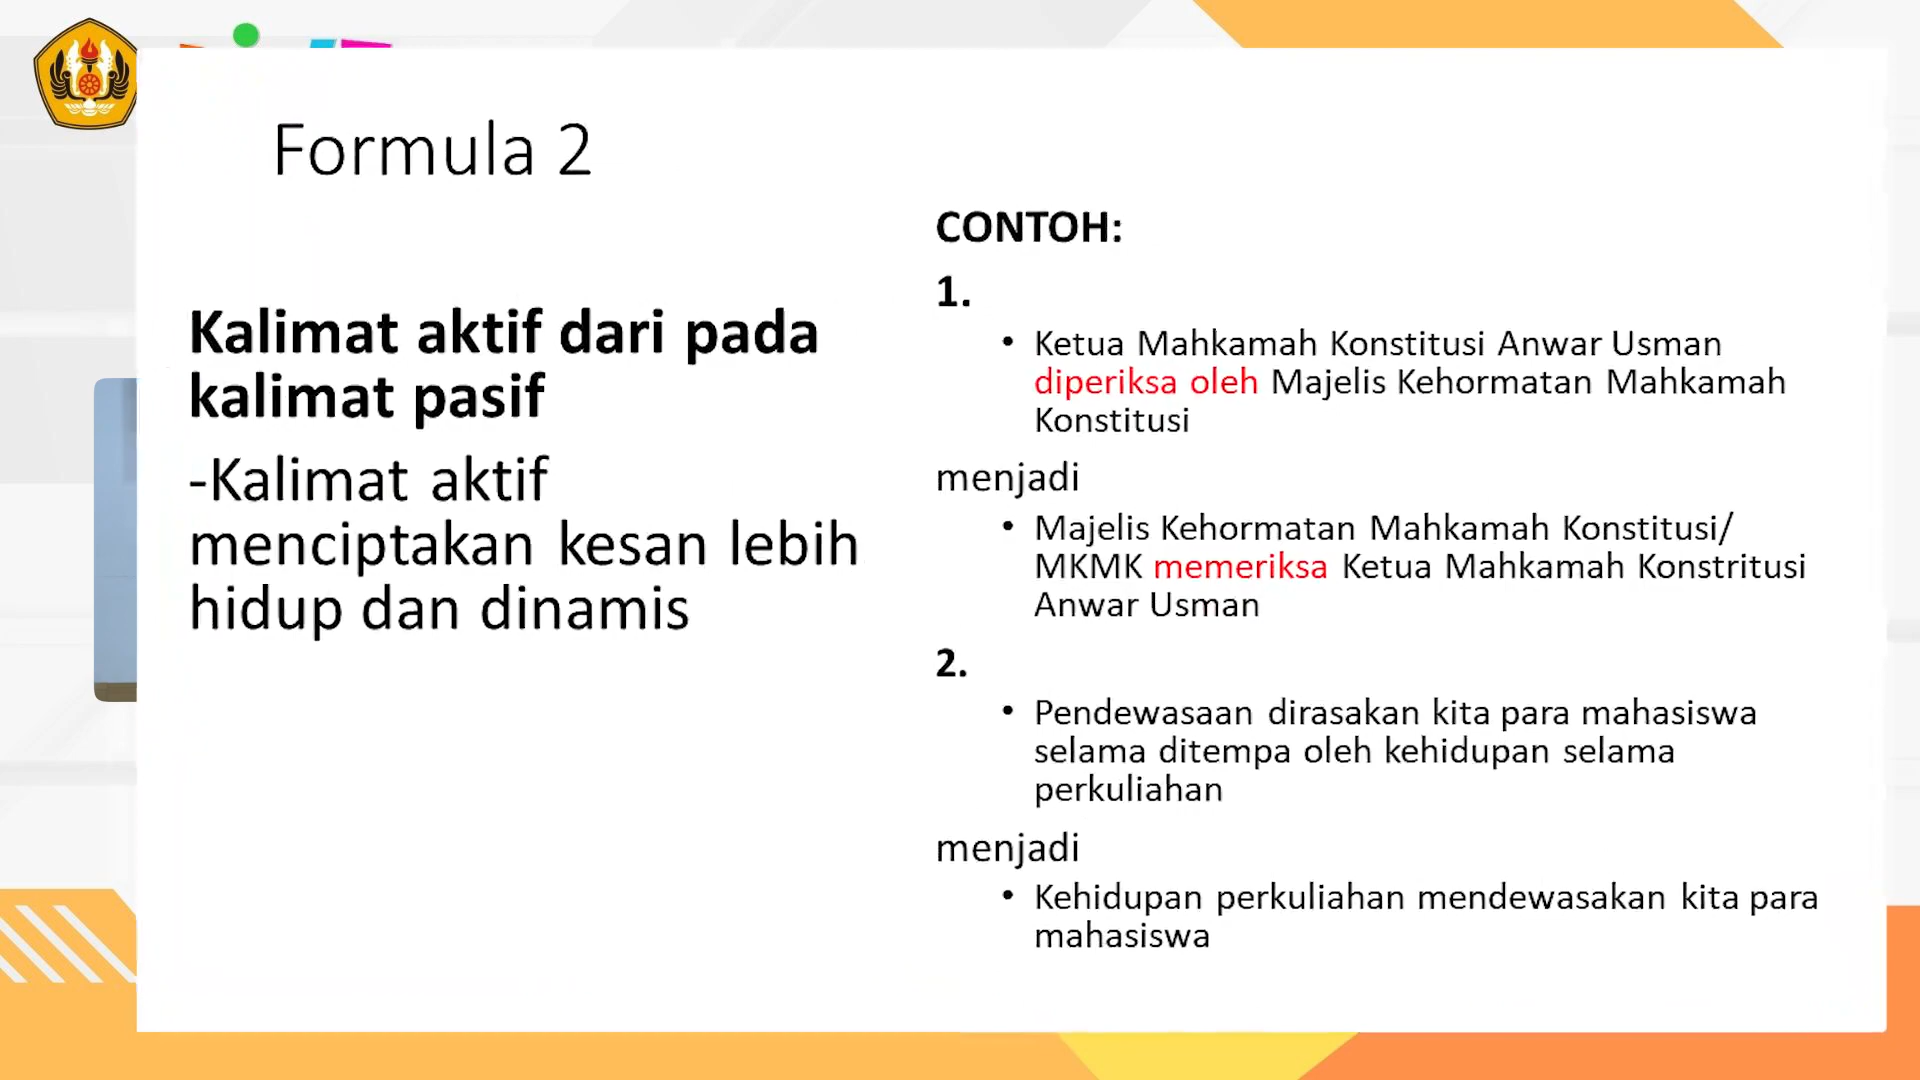 Formula 2
Kalimat aktif dari pada
kalimat pasif
-Kalimat aktif
menciptakan kesan lebih
hidup dan dinamis
CONTOH:
1.
• Ketua Mahkamah Konstitusi Anwar Usman
diperiksa oleh Majelis Kehormatan Mahkamah
Konstitusi
menjadi
• Majelis Kehormatan Mahkamah Konstitusi/
MKMK memeriksa Ketua Mahkamah Konstritusi
Anwar Usman
2.
• Pendewasaan dirasakan kita para mahasiswa
selama ditempa oleh kehidupan selama
perkuliahan
menjadi
• Kehidupan perkuliahan mendewasakan kita para
mahasiswa